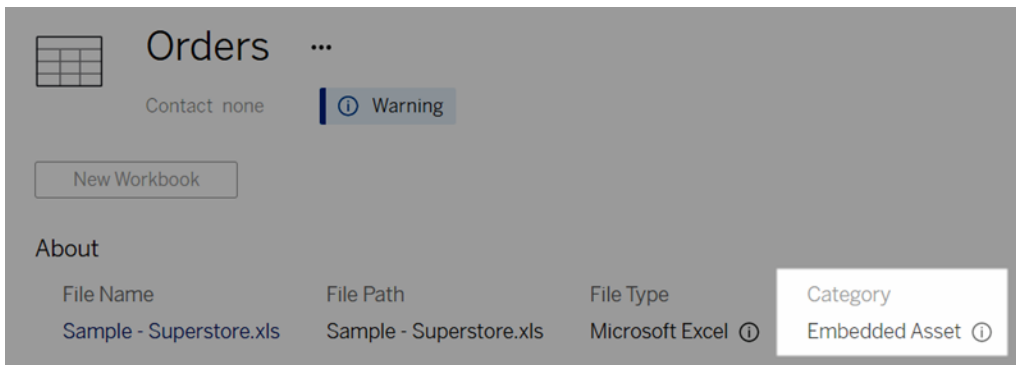 Orders ...
Contact none
Warning
New Workbook
About
File Name File Path File Type Category
Sample - Superstore.xls Sample - Superstore.xls Microsoft Excel Embedded Asset